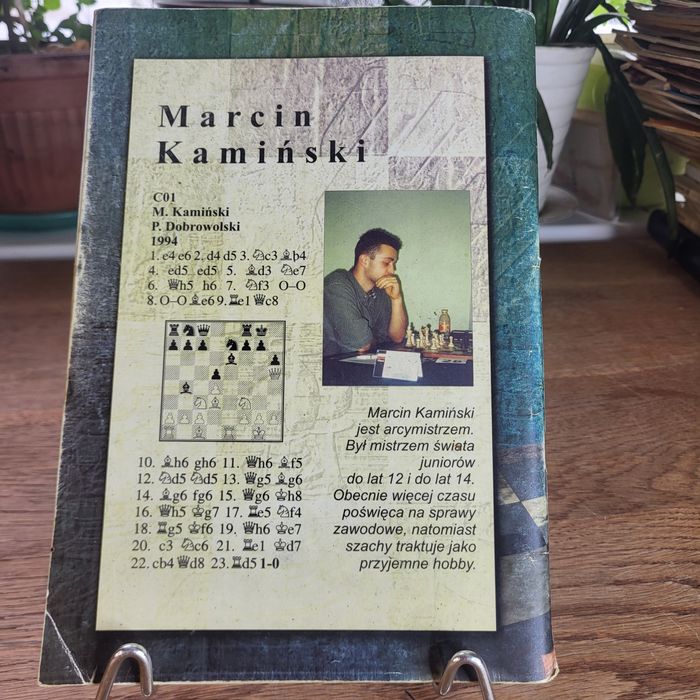 Marcin
Kamiński
C01
M. Kamiński
P. Dobrowolski
1994
1. e4 e6 2. d4 d5 3. ♘c3 ♗b4
4. ed5 ed5 5. ♗d3 ♘e7
6. ♕h5 h6 7. ♘f3 O–O
8. O–O ♗e6 9. ♖e1 ♕c8
10. ♗h6 gh6 11. ♕h6 ♗f5
12. ♘d5 ♘d5 13. ♕g5 ♗g6
14. ♗g6 fg6 15. ♕g6 ♔h8
16. ♕h5 ♔g7 17. ♖e5 ♘f4
18. ♖g5 ♔f6 19. ♕h6 ♔e7
20. c3 ♘c6 21. ♖e1 ♔d7
22. cb4 ♕d8 23. ♖d5 1-0
Marcin Kamiński
jest arcymistrzem.
Był mistrzem świata
juniorów
do lat 12 i do lat 14.
Obecnie więcej czasu
poświęca na sprawy
zawodowe, natomiast
szachy traktuje jako
przyjemne hobby.